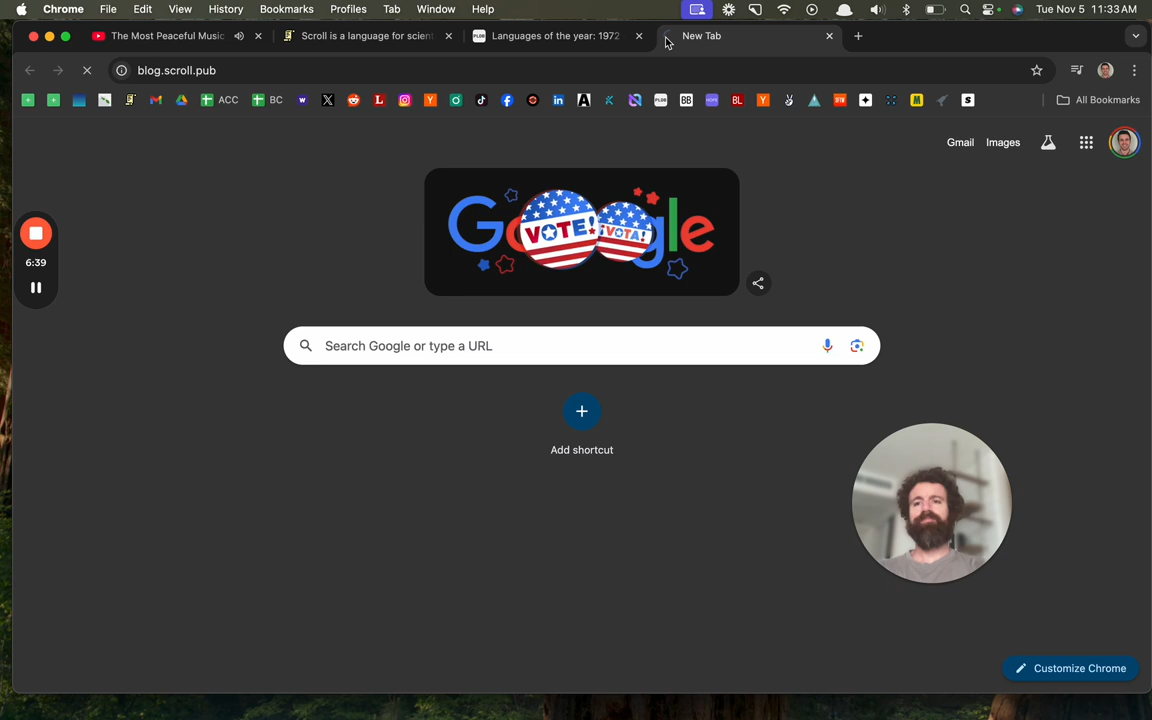 Chrome File Edit View History Bookmarks Profiles Tab Window Help Tue Nov 5 11:33 AM
The Most Peaceful Music Scroll is a language for scien Languages of the year: 1972 New Tab
blog.scroll.pub
ACC BC All Bookmarks
Gmail Images
VOTE! ¡VOTA!
Google
6:39
Search Google or type a URL
Add shortcut
Customize Chrome